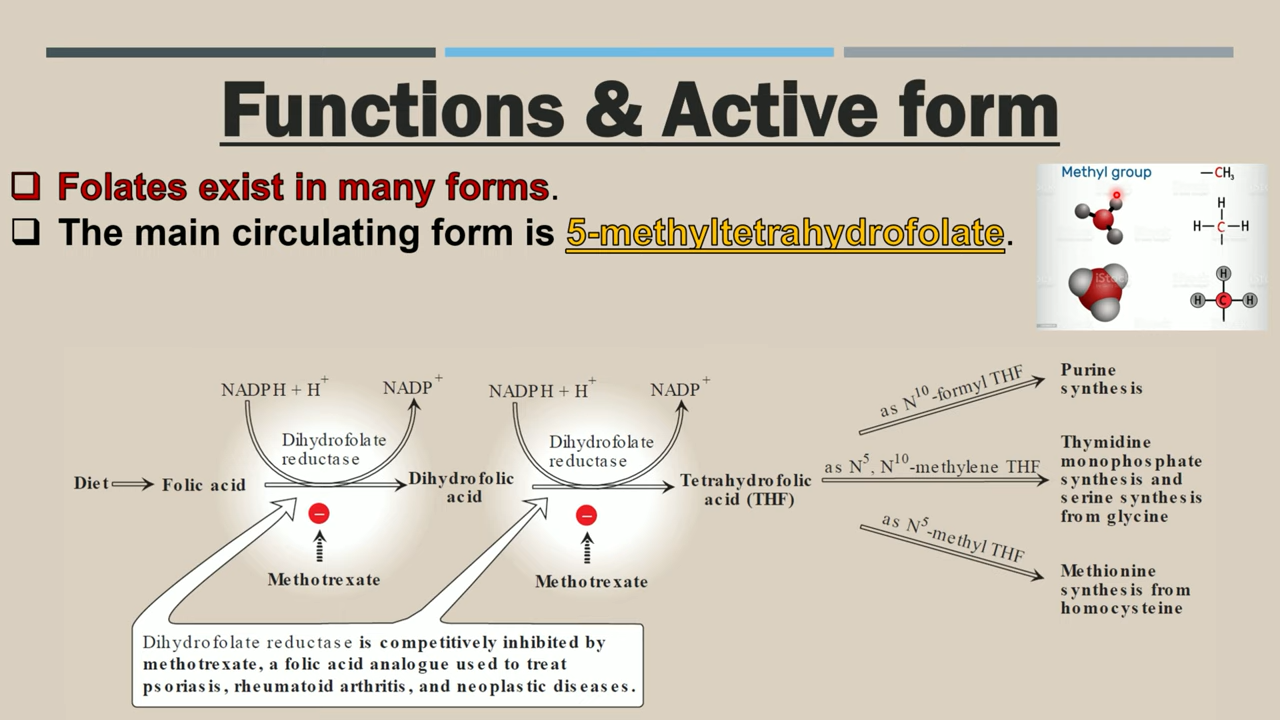 Functions & Active form
❑ Folates exist in many forms.
❑ The main circulating form is 5-methyltetrahydrofolate.
Methyl group
—CH₃
H
H—C—H
iStock
H
H C H
NADPH + H⁺
NADP⁺
NADPH + H⁺
NADP⁺
Dihydrofolate
reductase
Dihydrofolate
reductase
Diet
Folic acid
Dihydrofolic
acid
Tetrahydrofolic
acid (THF)
as N¹⁰-formyl THF
Purine
synthesis
as N⁵, N¹⁰-methylene THF
Thymidine
monophosphate
synthesis and
serine synthesis
from glycine
as N⁵-methyl THF
Methionine
synthesis from
homocysteine
Methotrexate
Methotrexate
Dihydrofolate reductase is competitively inhibited by
methotrexate, a folic acid analogue used to treat
psoriasis, rheumatoid arthritis, and neoplastic diseases.